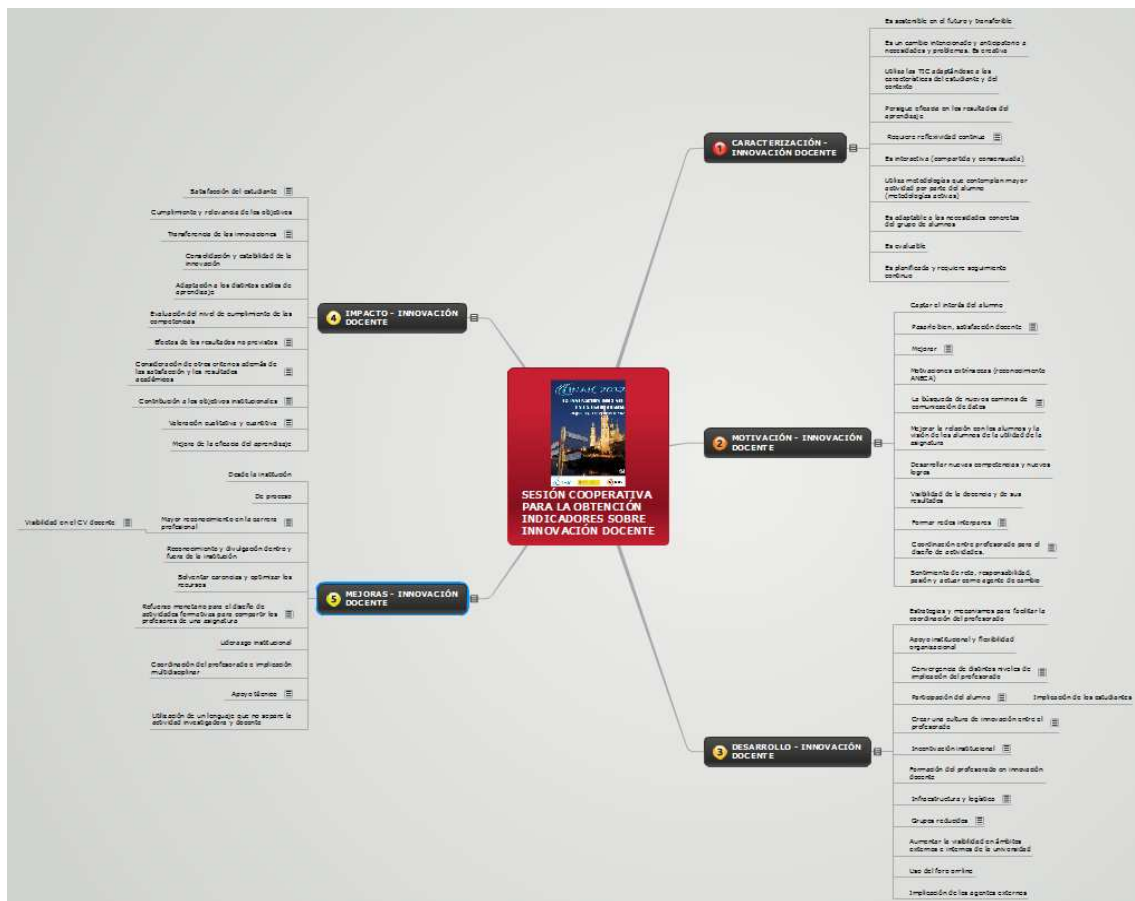 SESIÓN COOPERATIVA
PARA LA OBTENCIÓN
INDICADORES SOBRE
INNOVACIÓN DOCENTE
1 CARACTERIZACIÓN -
INNOVACIÓN DOCENTE
Es sostenible en el futuro y transferible
Es un cambio intencionado y anticipatorio a
necesidades y problemas. Es creativa
Utiliza las TIC adaptándose a las
características del estudiante y del
contexto
Persigue eficacia en los resultados del
aprendizaje
Requiere reflexividad continua
Es interactiva (compartida y consensuada)
Utiliza metodologías que contemplan mayor
actividad por parte del alumno
(metodologías activas)
Es adaptable a las necesidades concretas
del grupo de alumnos
Es evaluable
Es planificada y requiere seguimiento
continuo
2 MOTIVACIÓN - INNOVACIÓN
DOCENTE
Captar el interés del alumno
Pasarlo bien, satisfacción docente
Mejorar
Motivaciones extrínsecas (reconocimiento
ANECA)
La búsqueda de nuevos caminos de
comunicación de datos
Mejorar la relación con los alumnos y la
visión de los alumnos de la utilidad de la
asignatura
Desarrollar nuevas competencias y nuevos
logros
Visibilidad de la docencia y de sus
resultados
Formar redes interpares
Coordinación entre profesorado para el
diseño de actividades.
Sentimiento de reto, responsabilidad,
pasión y actuar como agente de cambio
3 DESARROLLO - INNOVACIÓN
DOCENTE
Estrategias y mecanismos para facilitar la
coordinación del profesorado
Apoyo institucional y flexibilidad
organizacional
Convergencia de distintos niveles de
implicación del profesorado
Participación del alumno
Implicación de los estudiantes
Crear una cultura de innovación entre el
profesorado
Incentivación institucional
Formación del profesorado en innovación
docente
Infraestructura y logística
Grupos reducidos
Aumentar la visibilidad en ámbitos
externos e internos de la universidad
Uso del foro online
Implicación de los agentes externos
4 IMPACTO - INNOVACIÓN
DOCENTE
Satisfacción del estudiante
Cumplimiento y relevancia de los objetivos
Transferencia de las innovaciones
Consolidación y estabilidad de la
innovación
Adaptación a los distintos estilos de
aprendizaje
Evaluación del nivel de cumplimiento de las
competencias
Efectos de los resultados no previstos
Consideración de otros criterios además de
las satisfacción y los resultados
académicos
Contribución a los objetivos institucionales
Valoración cualitativa y cuantitiva
Mejora de la eficacia del aprendizaje
5 MEJORAS - INNOVACIÓN
DOCENTE
Desde la institución
De proceso
Mayor reconocimiento en la carrera
profesional
Visibilidad en el CV docente
Reconocimiento y divulgación dentro y
fuera de la institución
Solventar carencias y optimizar los
recursos
Refuerzo monetario para el diseño de
actividades formativas para compartir los
profesores de una asignatura
Liderazgo institucional
Coordinación del profesorado e implicación
multidisciplinar
Apoyo técnico
Utilización de un lenguaje que no separe la
actividad investigadora y docente